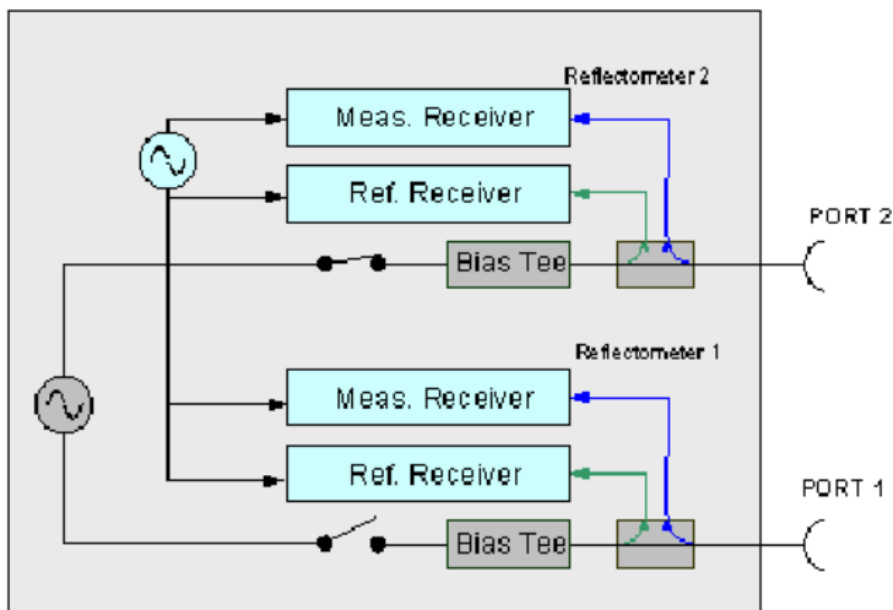 Reflectometer 2
Meas. Receiver
Ref. Receiver
PORT 2
Bias Tee
Reflectometer 1
Meas. Receiver
Ref. Receiver
PORT 1
Bias Tee